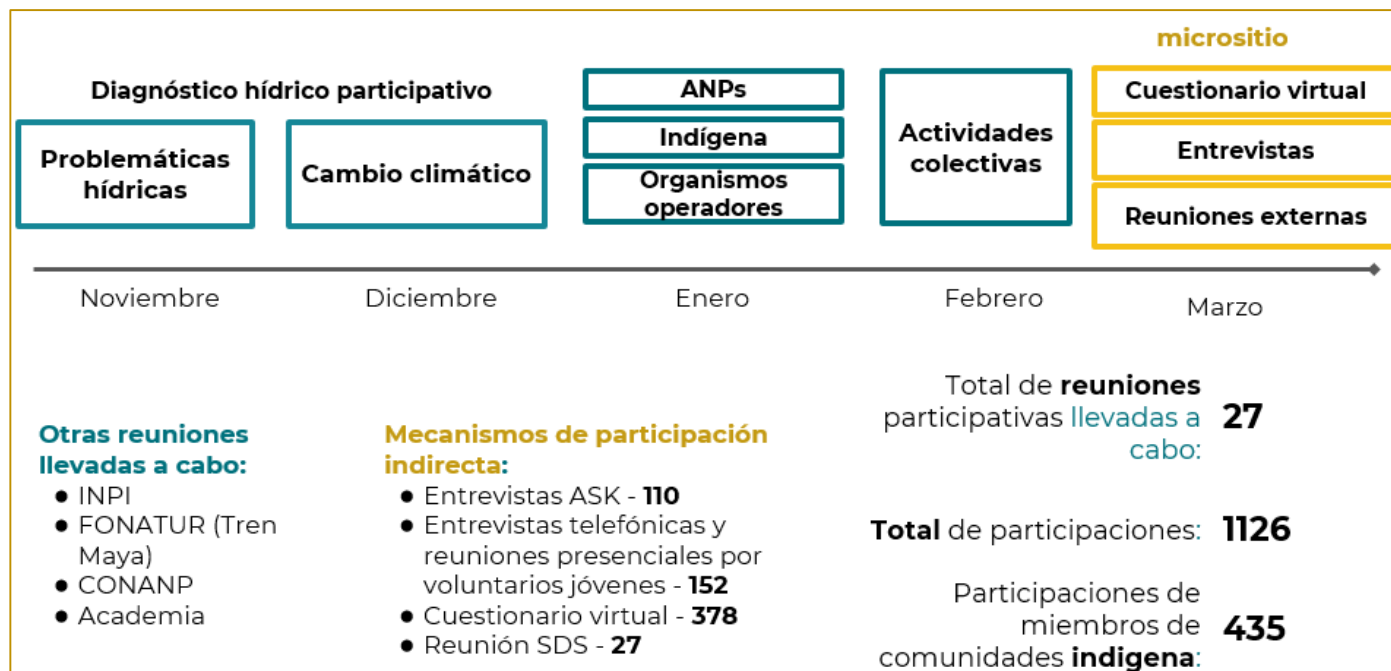 micrositio
Diagnóstico hídrico participativo
Problemáticas
hídricas
Cambio climático
ANPs
Indígena
Organismos
operadores
Actividades
colectivas
Cuestionario virtual
Entrevistas
Reuniones externas
Noviembre
Diciembre
Enero
Febrero
Marzo
Otras reuniones
llevadas a cabo:
● INPI
● FONATUR (Tren
Maya)
● CONANP
● Academia
Mecanismos de participación
indirecta:
● Entrevistas ASK - 110
● Entrevistas telefónicas y
reuniones presenciales por
voluntarios jóvenes - 152
● Cuestionario virtual - 378
● Reunión SDS - 27
Total de reuniones
participativas llevadas a
cabo:
27
Total de participaciones: 1126
Participaciones de
miembros de
comunidades indigena:
435